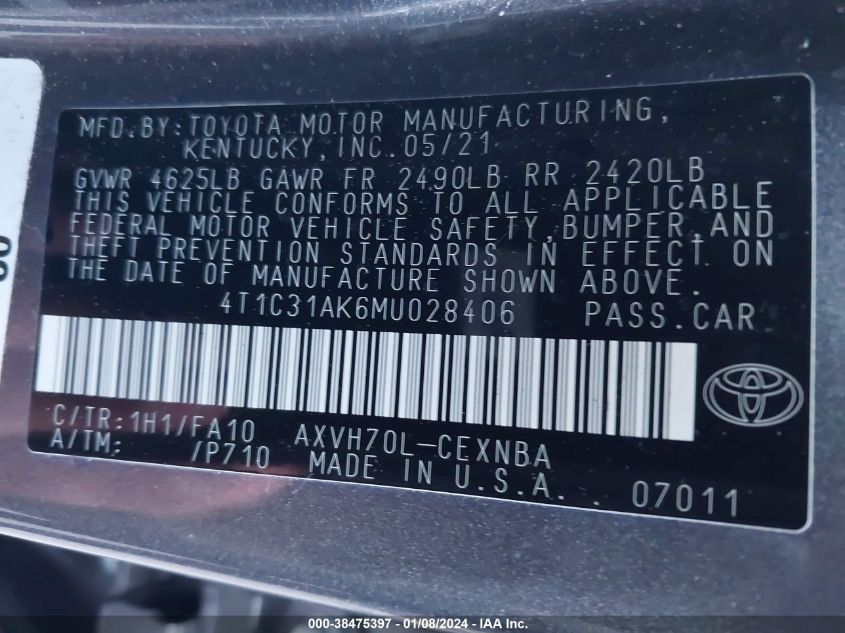 MFD.BY:TOYOTA MOTOR MANUFACTURING,
KENTUCKY,INC.05/21
GVWR 4625LB GAWR FR 2490LB RR 2420LB
THIS VEHICLE CONFORMS TO ALL APPLICABLE
FEDERAL MOTOR VEHICLE SAFETY,BUMPER,AND
THEFT PREVENTION STANDARDS IN EFFECT ON
THE DATE OF MANUFACTURE SHOWN ABOVE.
4T1C31AK6MU028406 PASS.CAR
C/TR:1H1/FA10 AXVH70L-CEXNBA
A/TM: /P710 MADE IN U.S.A. 07011
000-38475397 - 01/08/2024 - IAA Inc.